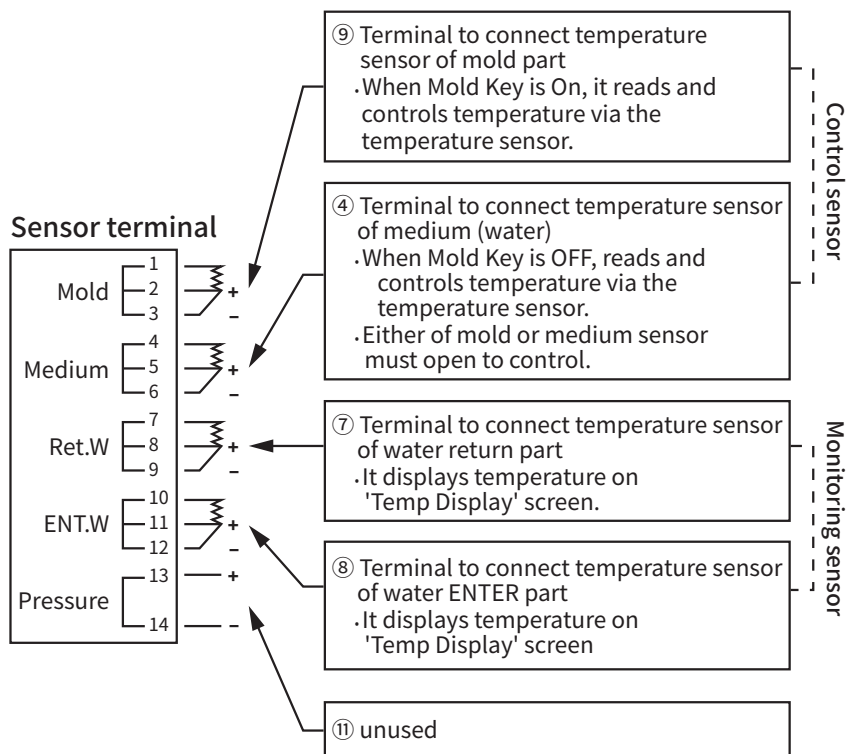 ⑨ Terminal to connect temperature
sensor of mold part
·When Mold Key is On, it reads and
controls temperature via the
temperature sensor.
Control sensor
④ Terminal to connect temperature sensor
of medium (water)
·When Mold Key is OFF, reads and
controls temperature via the
temperature sensor.
·Either of mold or medium sensor
must open to control.
Sensor terminal
Mold
1
2 +
3 −
Medium
4
5 +
6 −
Ret.W
7
8 +
9 −
ENT.W
10
11 +
12 −
Pressure
13 +
14 −
⑦ Terminal to connect temperature sensor
of water return part
·It displays temperature on
'Temp Display' screen.
Monitoring sensor
⑧ Terminal to connect temperature sensor
of water ENTER part
·It displays temperature on
'Temp Display' screen
⑪ unused